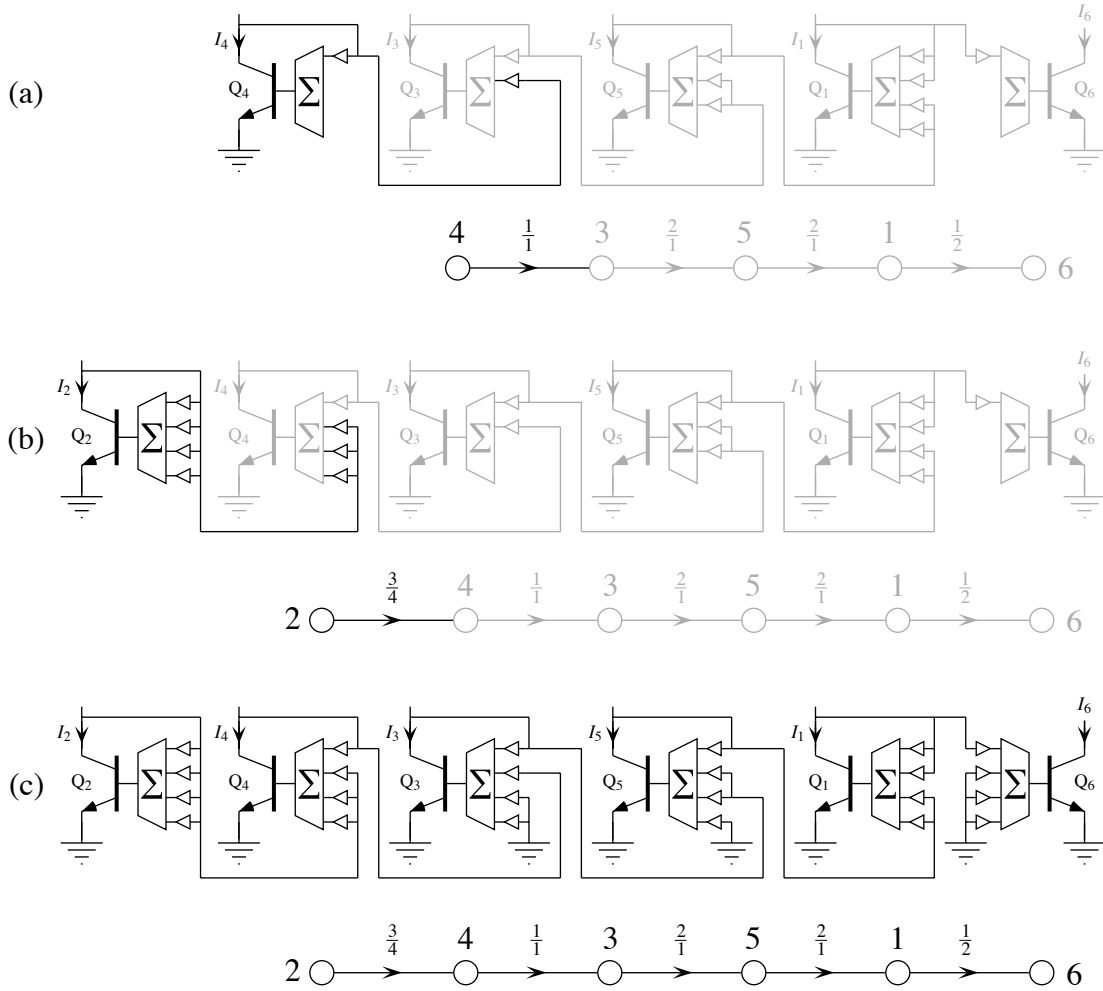 I4 I3 I5 I1 I6
(a) Q4 Σ Q3 Σ Q5 Σ Q1 Σ Σ Q6
4 1/1 3 2/1 5 2/1 1 1/2 6
I2 I4 I3 I5 I1 I6
(b) Q2 Σ Q4 Σ Q3 Σ Q5 Σ Q1 Σ Σ Q6
2 3/4 4 1/1 3 2/1 5 2/1 1 1/2 6
I2 I4 I3 I5 I1 I6
(c) Q2 Σ Q4 Σ Q3 Σ Q5 Σ Q1 Σ Σ Q6
2 3/4 4 1/1 3 2/1 5 2/1 1 1/2 6